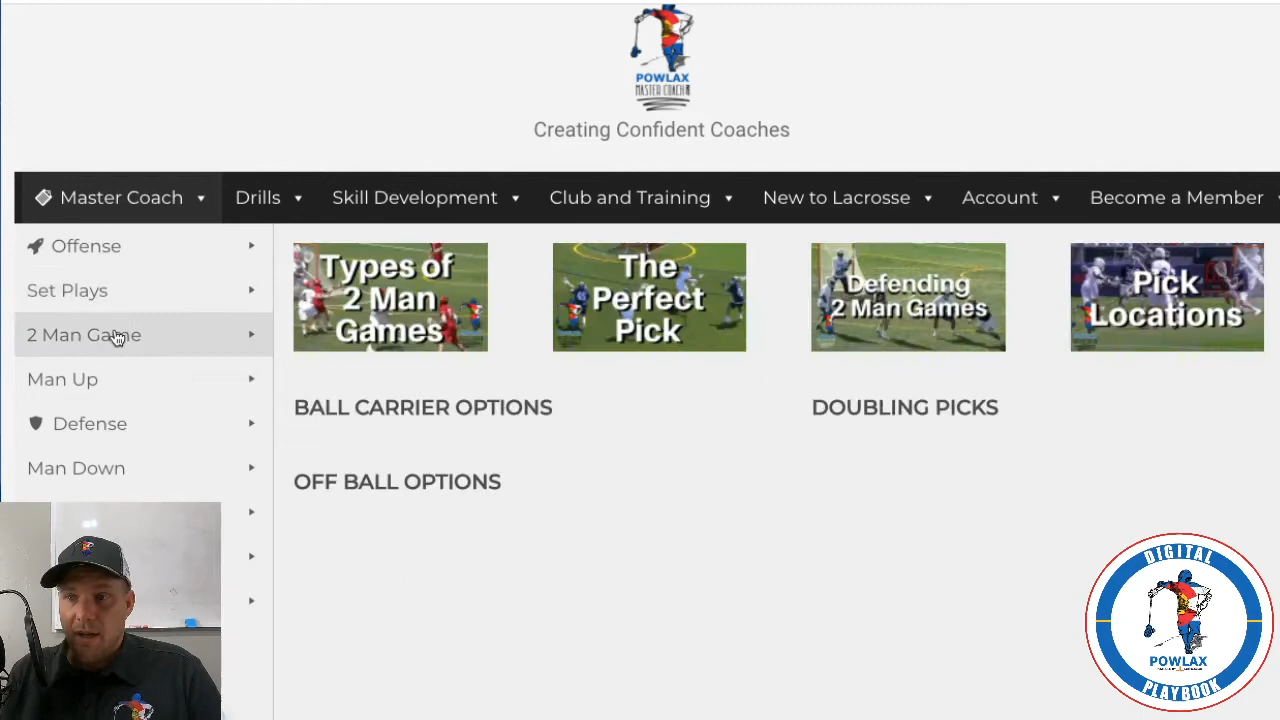 POWLAX
MASTER COACH
Creating Confident Coaches
Master Coach Drills Skill Development Club and Training New to Lacrosse Account Become a Member
Offense
Set Plays
2 Man Game
Man Up
Defense
Man Down
Types of
2 Man
Games
The
Perfect
Pick
Defending
2 Man Games
Pick
Locations
BALL CARRIER OPTIONS
DOUBLING PICKS
OFF BALL OPTIONS
DIGITAL
POWLAX
PLAYBOOK